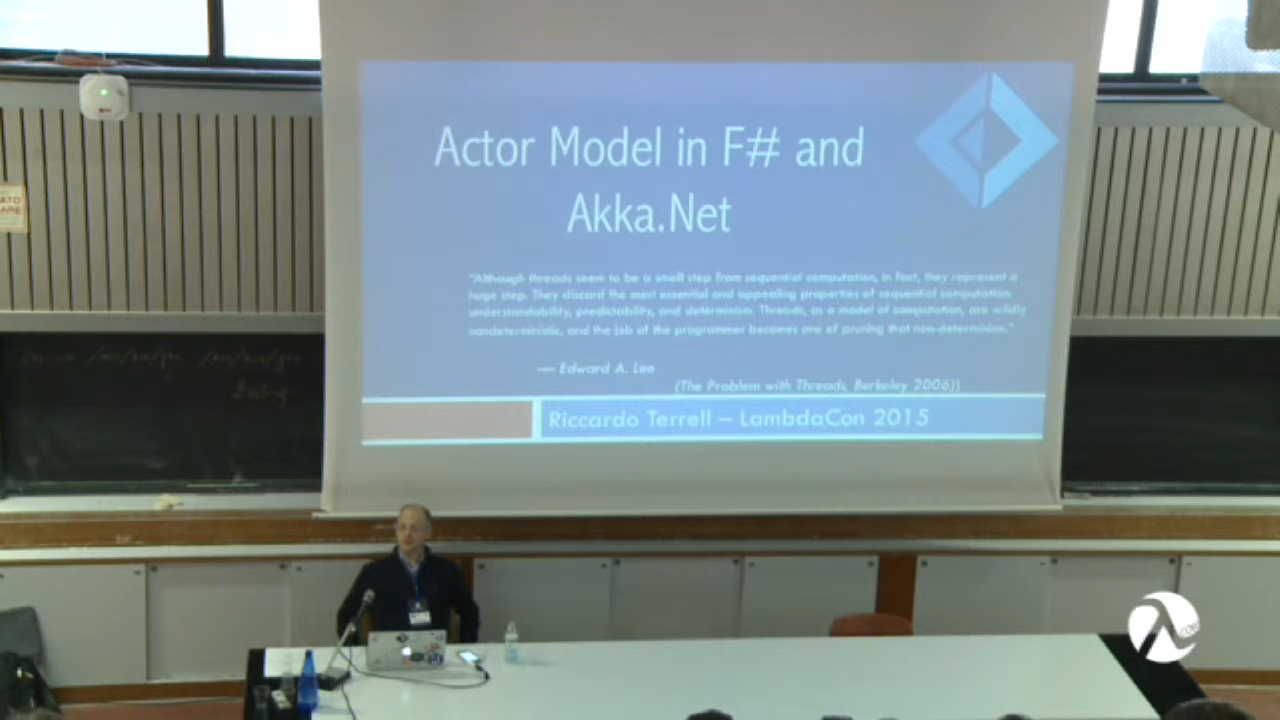 Actor Model in F# and
Akka.Net
"Although threads seem to be a small step from sequential computation, in fact, they represent a
huge step. They discard the most essential and appealing properties of sequential computation:
understandability, predictability, and determinism. Threads, as a model of computation, are wildly
nondeterministic, and the job of the programmer becomes one of pruning that non-determinism."
— Edward A. Lee
(The Problem with Threads, Berkeley 2006))
Riccardo Terrell – LambdaCon 2015